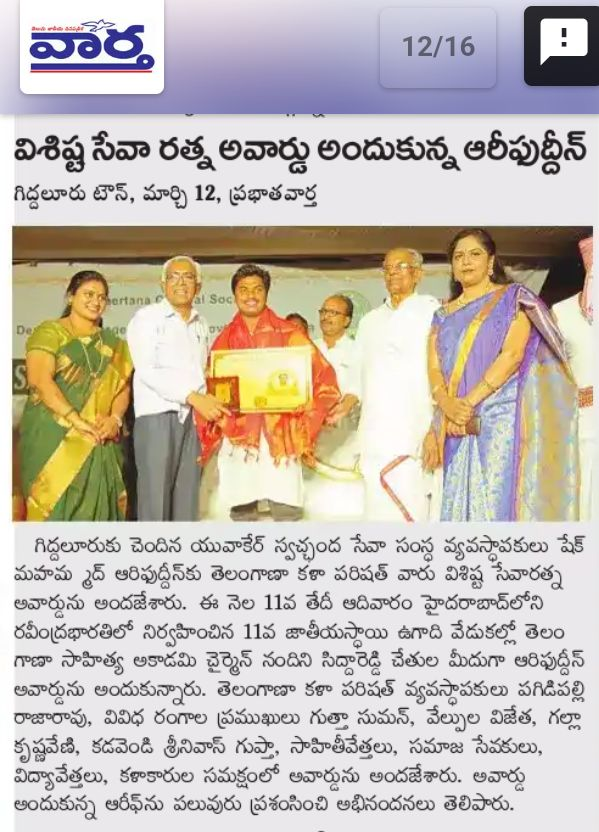 వార్త
12/16
విశిష్ట సేవా రత్న అవార్డు అందుకున్న ఆరీఫుద్దీన్
గిద్దలూరు టౌన్, మార్చి 12, ప్రభాతవార్త
గిద్దలూరుకు చెందిన యువాకేర్ స్వచ్ఛంద సేవా సంస్థ వ్యవస్థాపకులు షేక్
మహమ మ్మద్ ఆరిఫుద్దీన్‌కు తెలంగాణా కళా పరిషత్ వారు విశిష్ట సేవారత్న
అవార్డును అందజేశారు. ఈ నెల 11వ తేదీ ఆదివారం హైదరాబాద్‌లోని
రవీంద్రభారతిలో నిర్వహించిన 11వ జాతీయస్థాయి ఉగాది వేడుకల్లో తెలం
గాణా సాహిత్య అకాడమి చైర్మెన్ నందిని సిద్దారెడ్డి చేతుల మీదుగా ఆరిఫుద్దీన్
అవార్డును అందుకున్నారు. తెలంగాణా కళా పరిషత్ వ్యవస్థాపకులు పగిడిపల్లి
రాజారావు, వివిధ రంగాల ప్రముఖులు గుత్తా సుమన్, వేల్పుల విజేత, గల్లా
కృష్ణవేణి, కడవెండి శ్రీనివాస్ గుప్తా, సాహితీవేత్తలు, సమాజ సేవకులు,
విద్యావేత్తలు, కళాకారుల సమక్షంలో అవార్డును అందజేశారు. అవార్డు
అందుకున్న ఆరీఫ్‌ను పలువురు ప్రశంసించి అభినందనలు తెలిపారు.